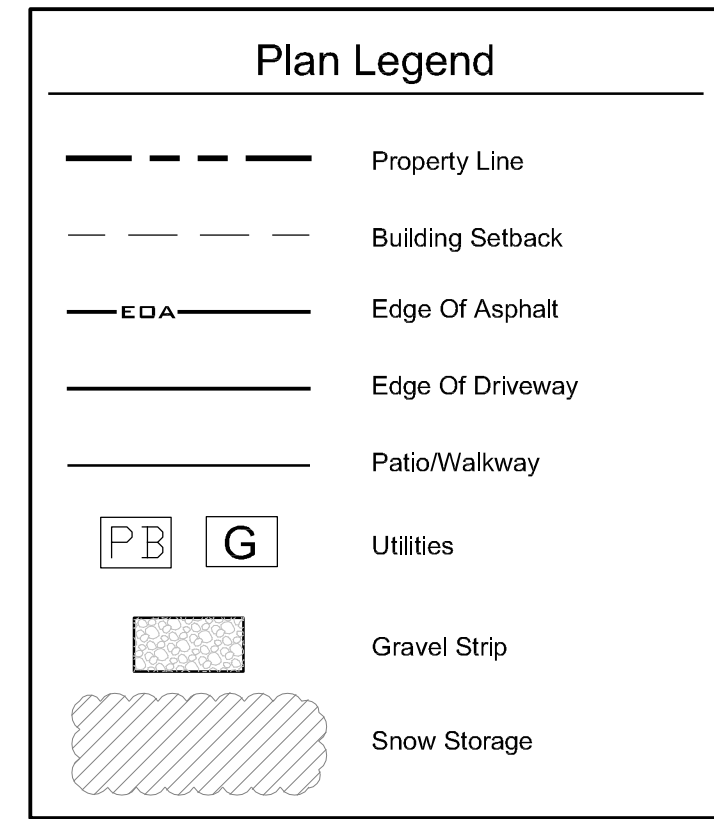 Plan Legend
Property Line
Building Setback
EOA Edge Of Asphalt
Edge Of Driveway
Patio/Walkway
PB G Utilities
Gravel Strip
Snow Storage